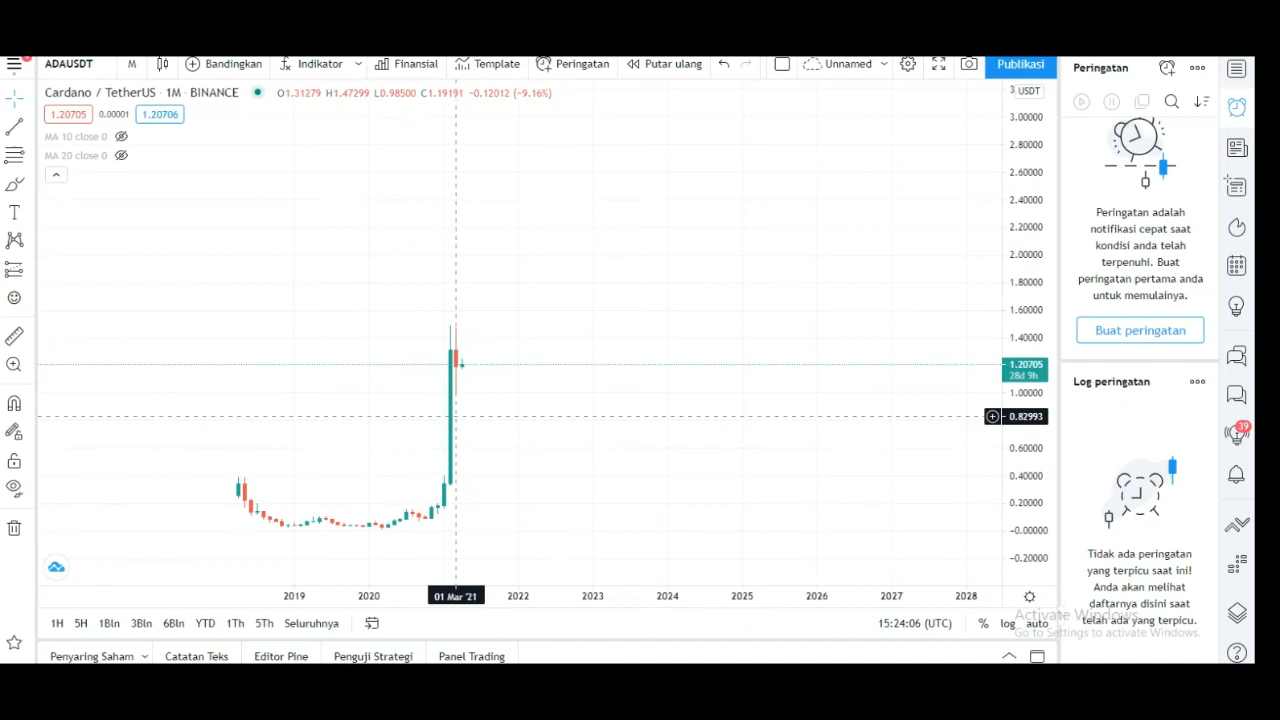 ADAUSDT M Bandingkan Indikator Finansial Template Peringatan Putar ulang Unnamed Publikasi
Cardano / TetherUS · 1M · BINANCE O1.31279 H1.47299 L0.98500 C1.19191 -0.12012 (-9.16%)
1.20705 0.00001 1.20706
MA 10 close 0
MA 20 close 0
USDT
3.00000
2.80000
2.60000
2.40000
2.20000
2.00000
1.80000
1.60000
1.40000
1.20705
28d 9h
1.00000
0.82993
0.60000
0.40000
0.20000
-0.00000
-0.20000
2019 2020 01 Mar '21 2022 2023 2024 2025 2026 2027 2028
1H 5H 1Bln 3Bln 6Bln YTD 1Th 5Th Seluruhnya 15:24:06 (UTC) % log auto
Penyaring Saham Catatan Teks Editor Pine Penguji Strategi Panel Trading
Peringatan
Peringatan adalah
notifikasi cepat saat
kondisi anda telah
terpenuhi. Buat
peringatan pertama anda
untuk memulainya.
Buat peringatan
Log peringatan
Tidak ada peringatan
yang terpicu saat ini!
Anda akan melihat
daftarnya disini saat
telah ada yang terpicu.
39
Activate Windows
Go to Settings to activate Windows.